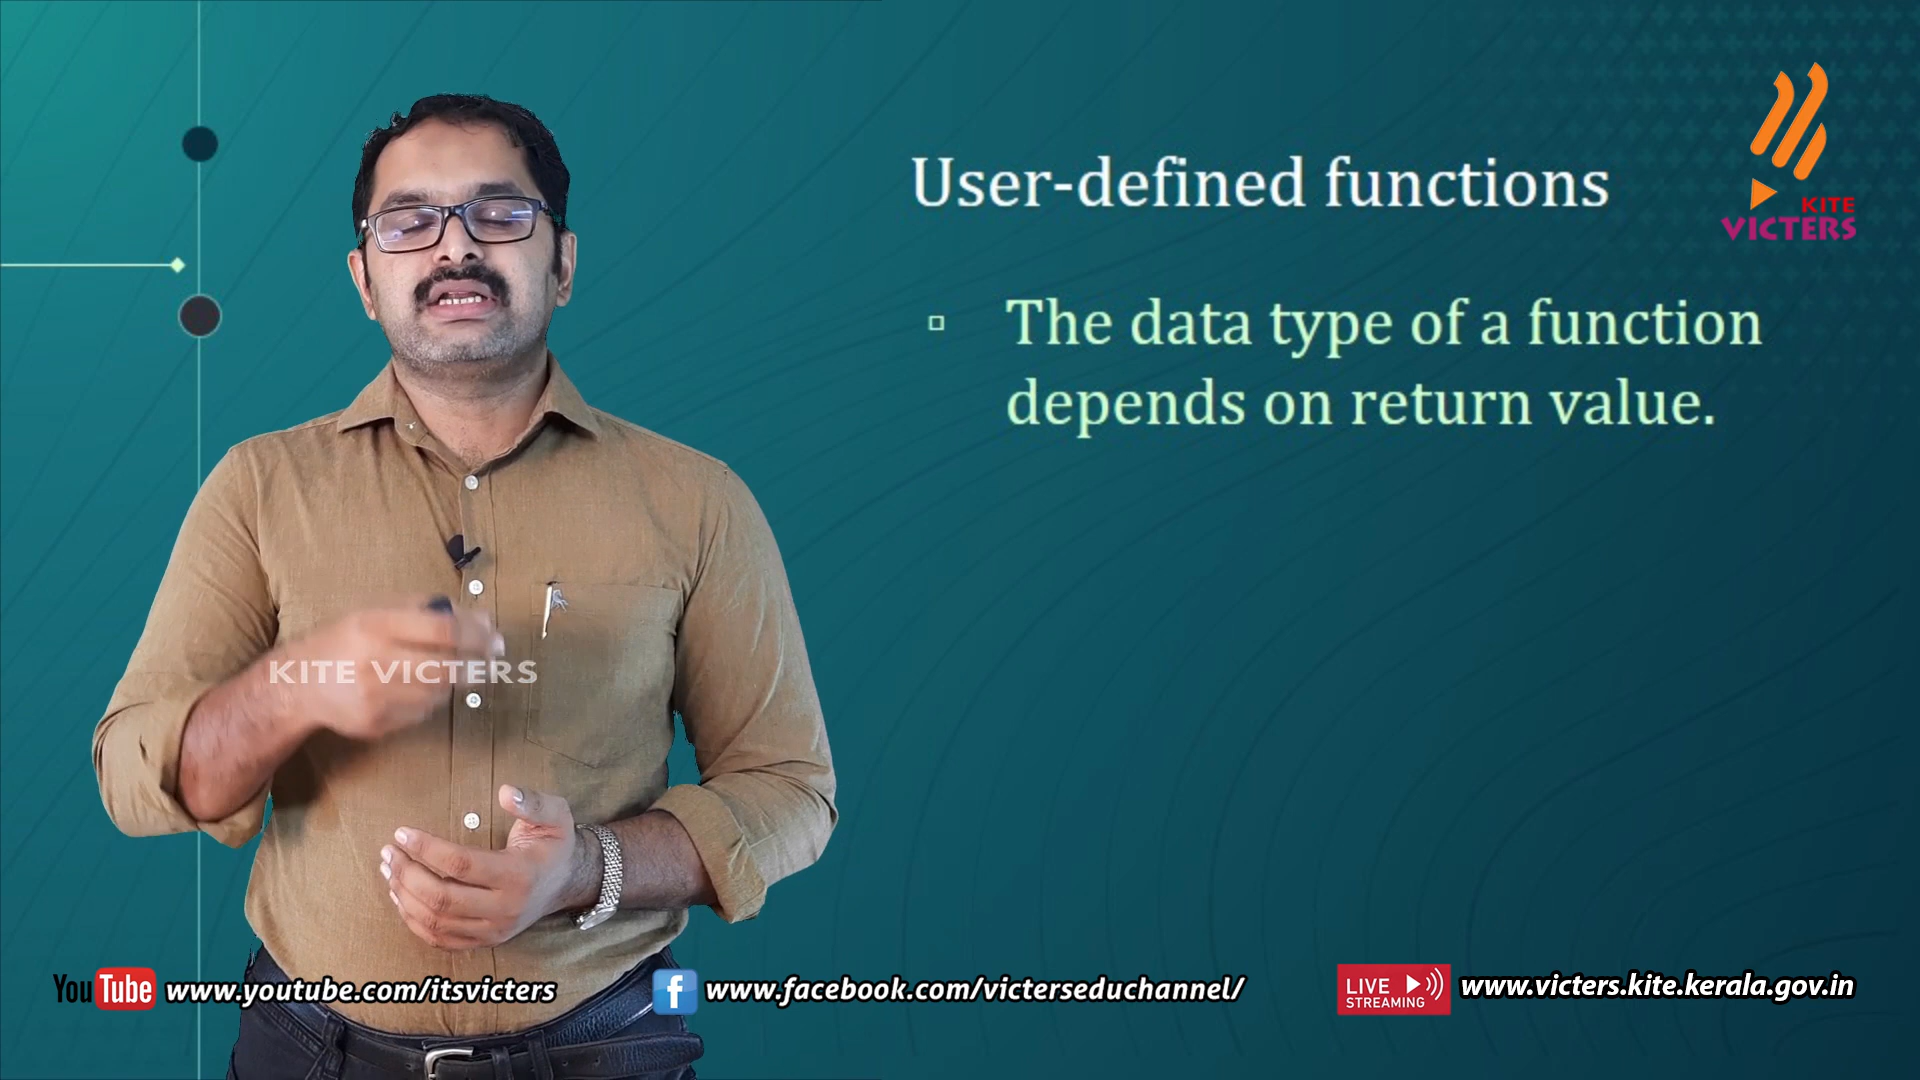 User-defined functions
KITE
VICTERS
▫ The data type of a function
depends on return value.
KITE VICTERS
YouTube www.youtube.com/itsvicters
f www.facebook.com/victerseduchannel/
LIVE
STREAMING
www.victers.kite.kerala.gov.in